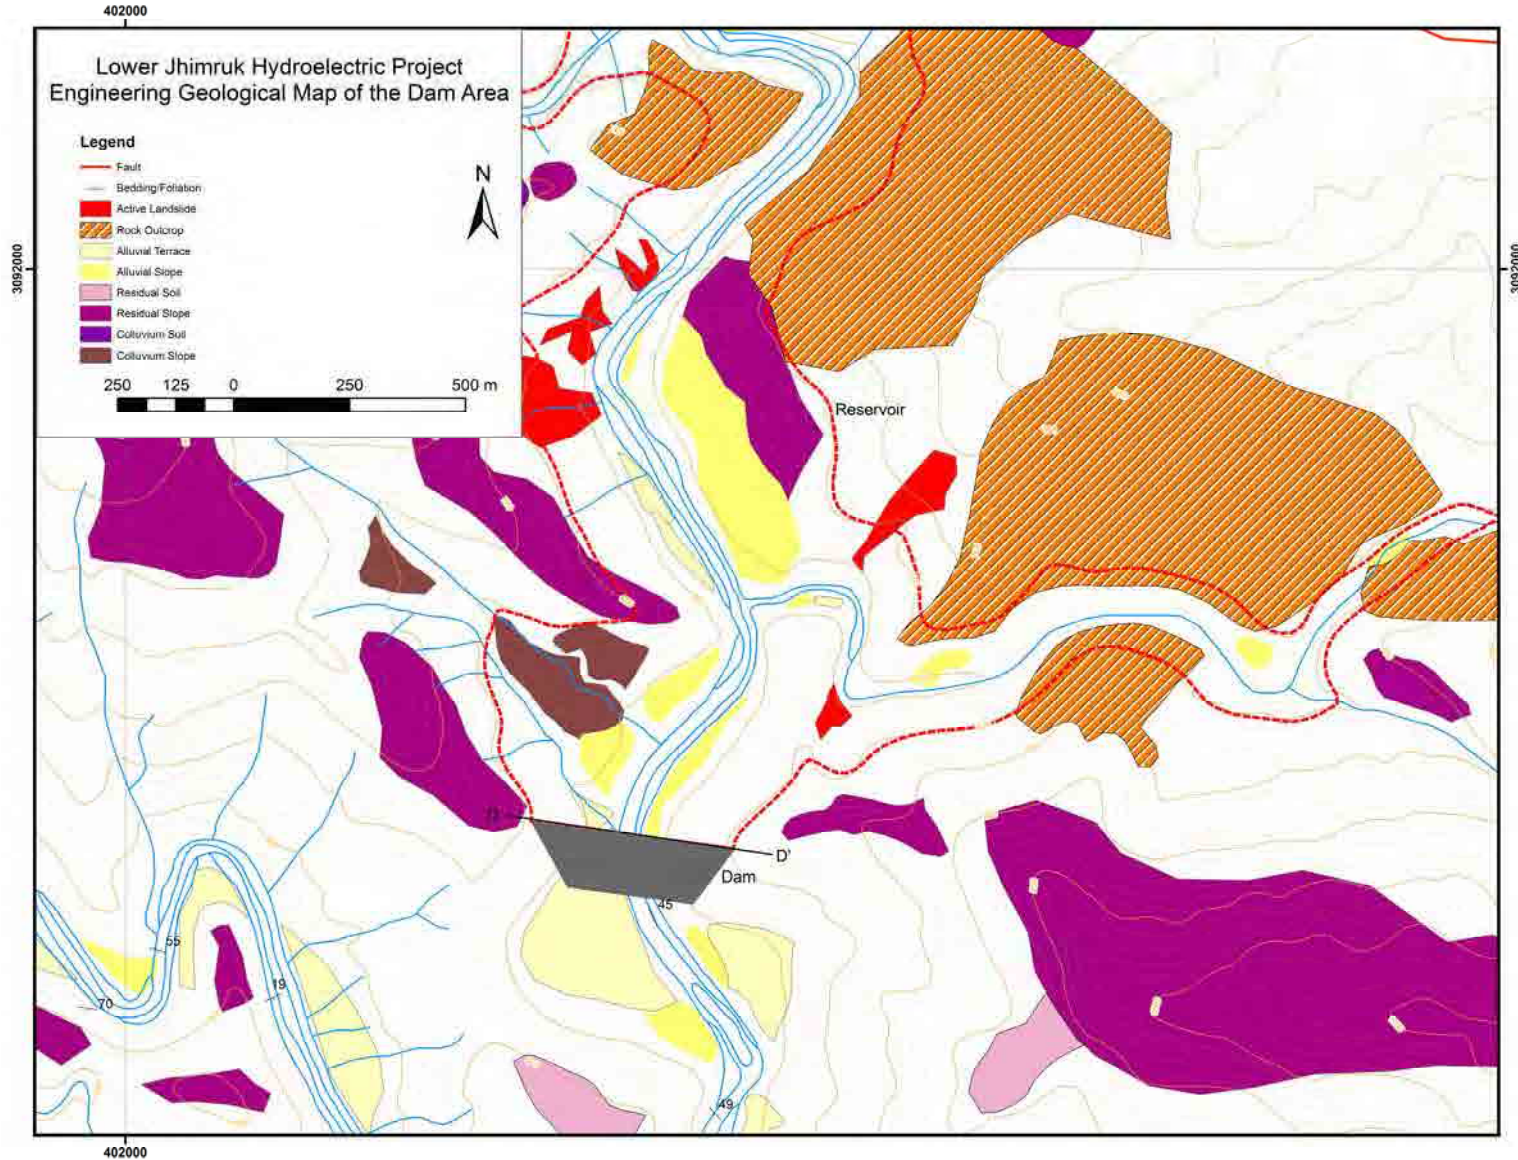 402000
Lower Jhimruk Hydroelectric Project
Engineering Geological Map of the Dam Area
Legend
Fault
Bedding/Foliation
Active Landslide
Rock Outcrop
Alluvial Terrace
Alluvial Slope
Residual Soil
Residual Slope
Colluvium Soil
Colluvium Slope
N
250 125 0 250 500 m
3092000
3092000
Reservoir
D'
Dam
45
55
19
70
49
402000